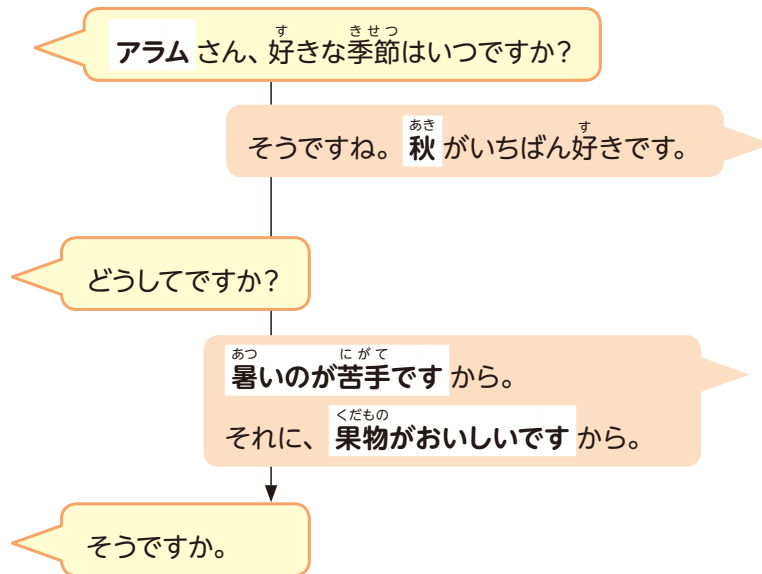 アラムさん、好きな季節はいつですか？
そうですね。秋がいちばん好きです。
どうしてですか？
暑いのが苦手ですから。
それに、果物がおいしいですから。
そうですか。